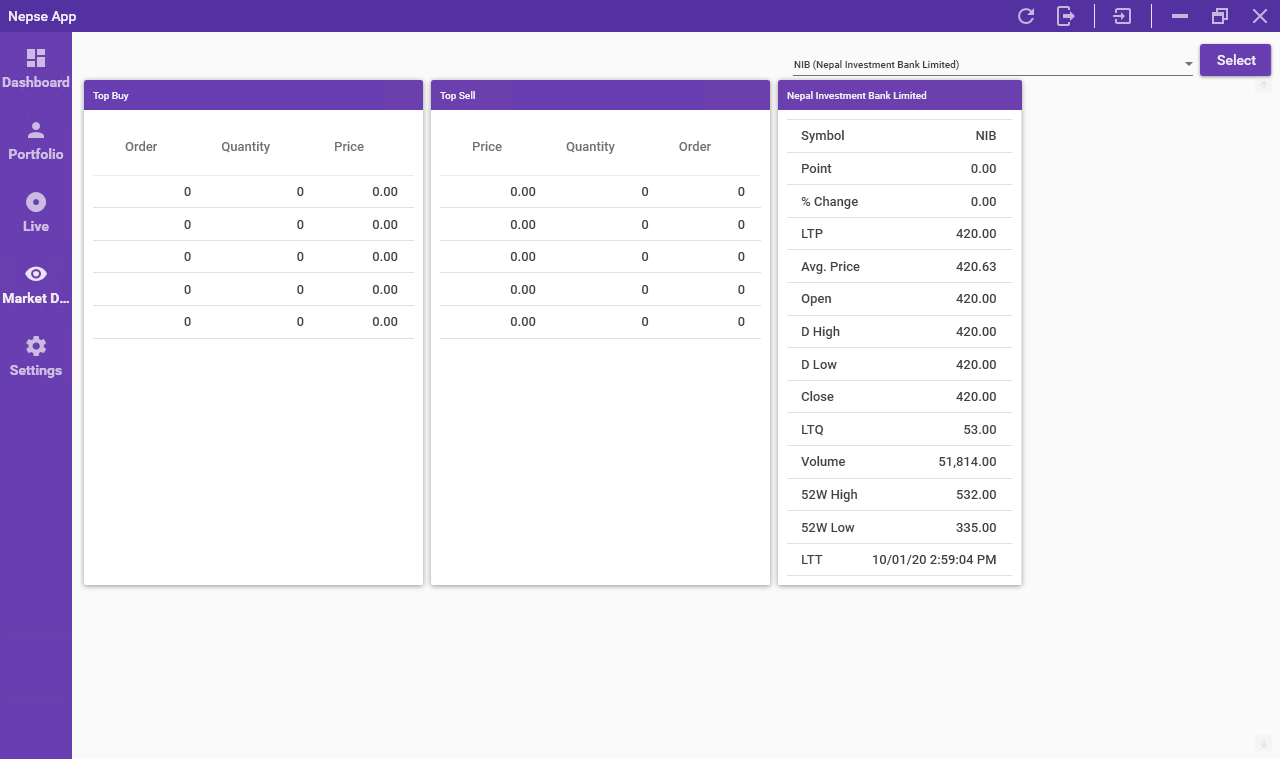 Nepse App
Dashboard
Portfolio
Live
Market D...
Settings
NIB (Nepal Investment Bank Limited)
Select
Top Buy
Order Quantity Price
0 0 0.00
0 0 0.00
0 0 0.00
0 0 0.00
0 0 0.00
Top Sell
Price Quantity Order
0.00 0 0
0.00 0 0
0.00 0 0
0.00 0 0
0.00 0 0
Nepal Investment Bank Limited
Symbol NIB
Point 0.00
% Change 0.00
LTP 420.00
Avg. Price 420.63
Open 420.00
D High 420.00
D Low 420.00
Close 420.00
LTQ 53.00
Volume 51,814.00
52W High 532.00
52W Low 335.00
LTT 10/01/20 2:59:04 PM